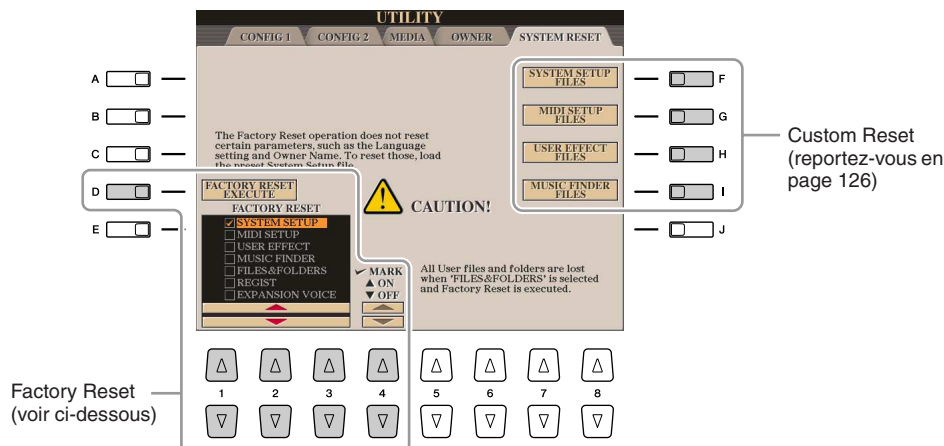 UTILITY
CONFIG 1 CONFIG 2 MEDIA OWNER SYSTEM RESET
A
B
C
D
E
SYSTEM SETUP
FILES
MIDI SETUP
FILES
USER EFFECT
FILES
MUSIC FINDER
FILES
F
G
H
I
J
Custom Reset
(reportez-vous en
page 126)
The Factory Reset operation does not reset
certain parameters, such as the Language
setting and Owner Name. To reset those, load
the preset System Setup file.
FACTORY RESET
EXECUTE
CAUTION!
FACTORY RESET
SYSTEM SETUP
MIDI SETUP
USER EFFECT
MUSIC FINDER
FILES&FOLDERS
REGIST
EXPANSION VOICE
MARK
▲ ON
▼ OFF
All User files and folders are lost
when 'FILES&FOLDERS' is selected
and Factory Reset is executed.
1 2 3 4 5 6 7 8
Factory Reset
(voir ci-dessous)